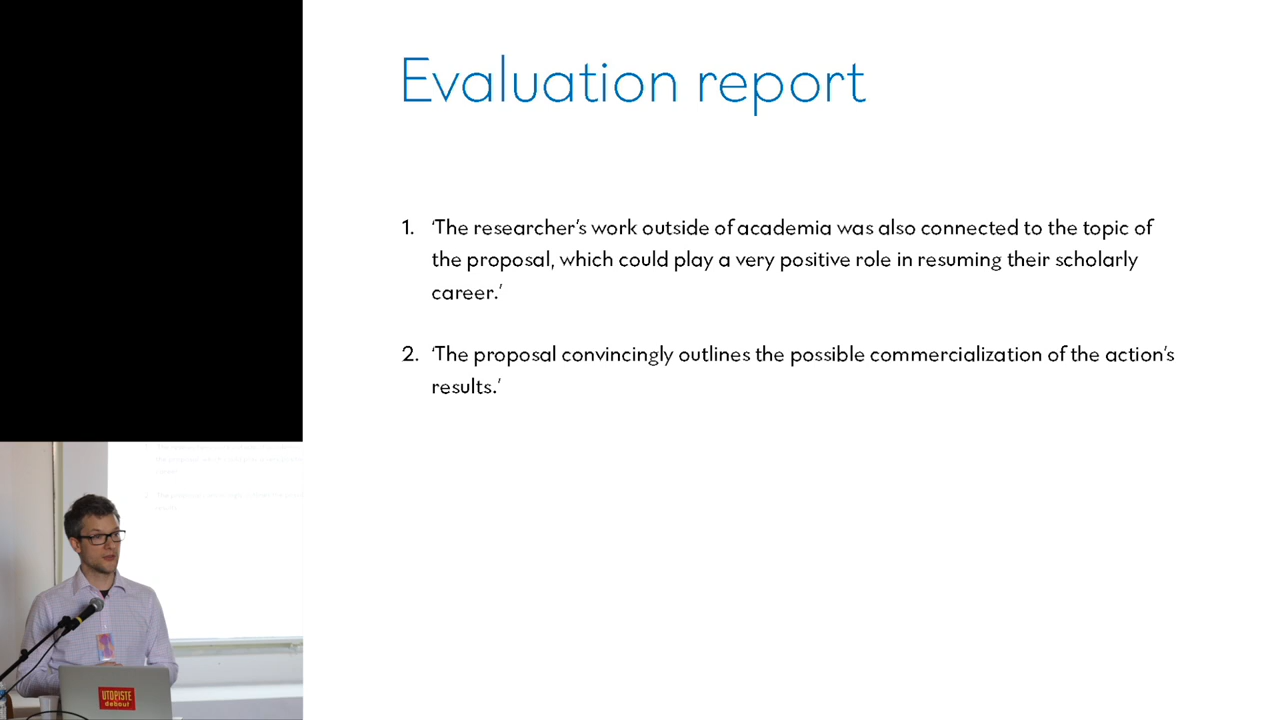 Evaluation report
1. ‘The researcher’s work outside of academia was also connected to the topic of
the proposal, which could play a very positive role in resuming their scholarly
career.’
2. ‘The proposal convincingly outlines the possible commercialization of the action’s
results.’
UTOPISTE
debout